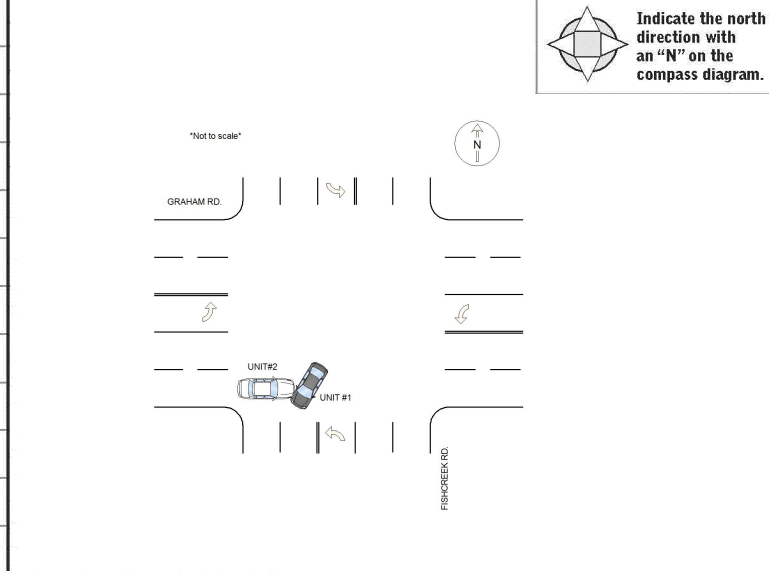 Indicate the north
direction with
an “N” on the
compass diagram.
*Not to scale*
N
GRAHAM RD.
UNIT#2
UNIT #1
FISHCREEK RD.